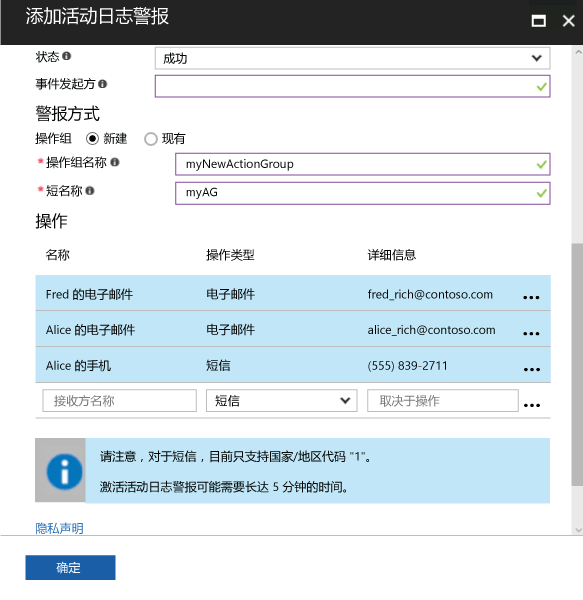 添加活动日志警报
状态
成功
事件发起方
警报方式
操作组 新建 现有
*操作组名称 myNewActionGroup
*短名称 myAG
操作
名称 操作类型 详细信息
Fred 的电子邮件 电子邮件 fred_rich@contoso.com
Alice 的电子邮件 电子邮件 alice_rich@contoso.com
Alice 的手机 短信 (555) 839-2711
接收方名称 短信 取决于操作
请注意，对于短信，目前只支持国家/地区代码 "1"。
激活活动日志警报可能需要长达 5 分钟的时间。
隐私声明
确定